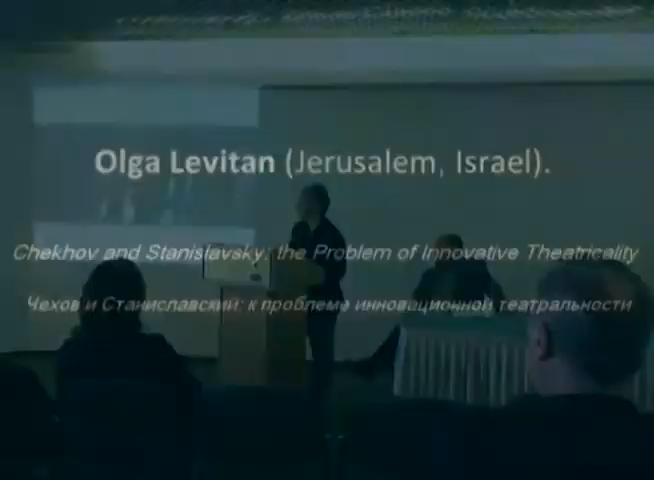 Olga Levitan (Jerusalem, Israel).
Chekhov and Stanislavsky: the Problem of Innovative Theatricality
Чехов и Станиславский: к проблеме инновационной театральности